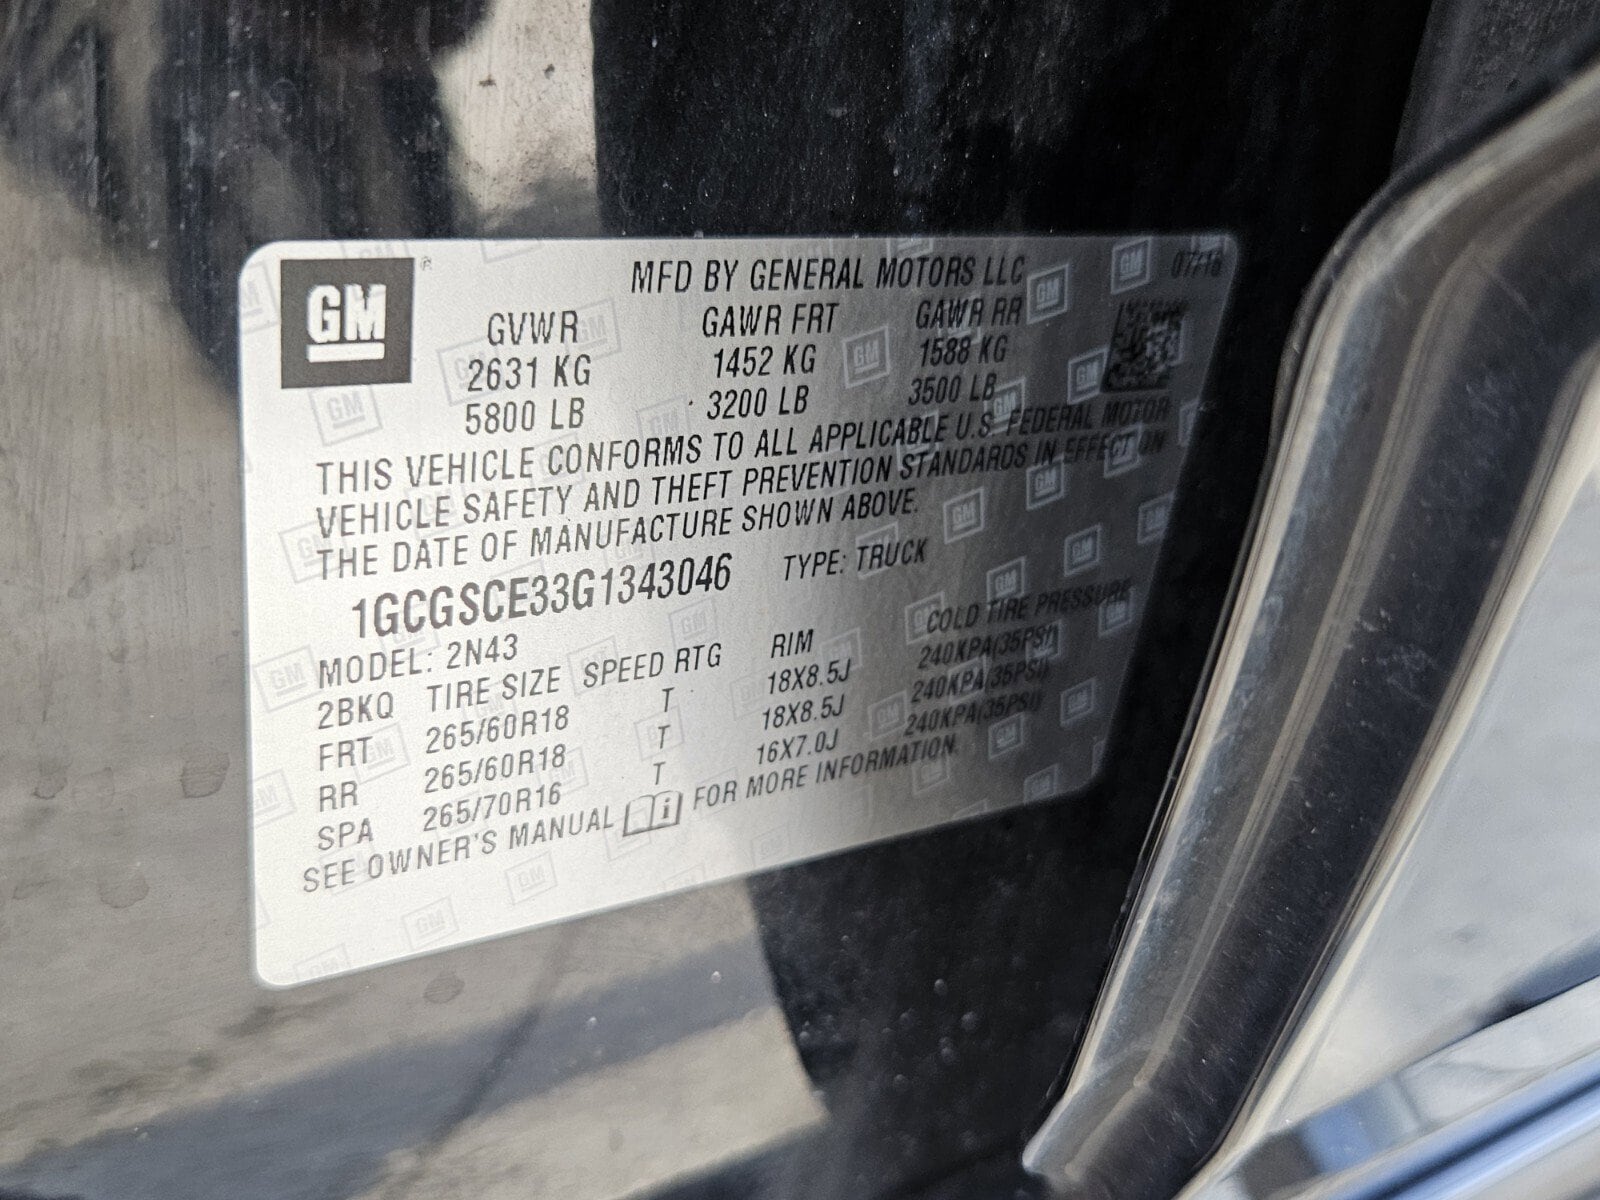 GM
MFD BY GENERAL MOTORS LLC 07/16
GVWR GAWR FRT GAWR RR
2631 KG 1452 KG 1588 KG
5800 LB 3200 LB 3500 LB
THIS VEHICLE CONFORMS TO ALL APPLICABLE U.S. FEDERAL MOTOR
VEHICLE SAFETY AND THEFT PREVENTION STANDARDS IN EFFECT ON
THE DATE OF MANUFACTURE SHOWN ABOVE.
1GCGSCE33G1343046 TYPE: TRUCK
MODEL: 2N43
2BKQ TIRE SIZE SPEED RTG RIM COLD TIRE PRESSURE
FRT 265/60R18 T 18X8.5J 240KPA(35PSI)
RR 265/60R18 T 18X8.5J 240KPA(35PSI)
SPA 265/70R16 T 16X7.0J 240KPA(35PSI)
SEE OWNER'S MANUAL FOR MORE INFORMATION.